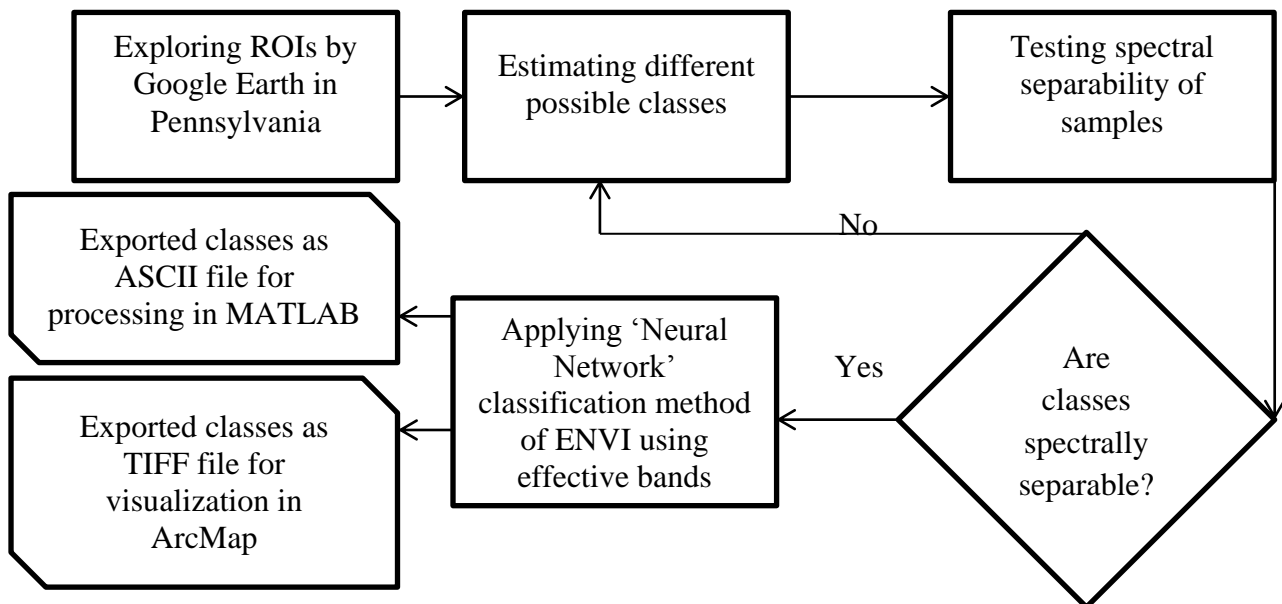 Exploring ROIs by
Google Earth in
Pennsylvania
Estimating different
possible classes
Testing spectral
separability of
samples
No
Exported classes as
ASCII file for
processing in MATLAB
Applying ‘Neural
Network’
classification method
of ENVI using
effective bands
Yes
Are
classes
spectrally
separable?
Exported classes as
TIFF file for
visualization in
ArcMap